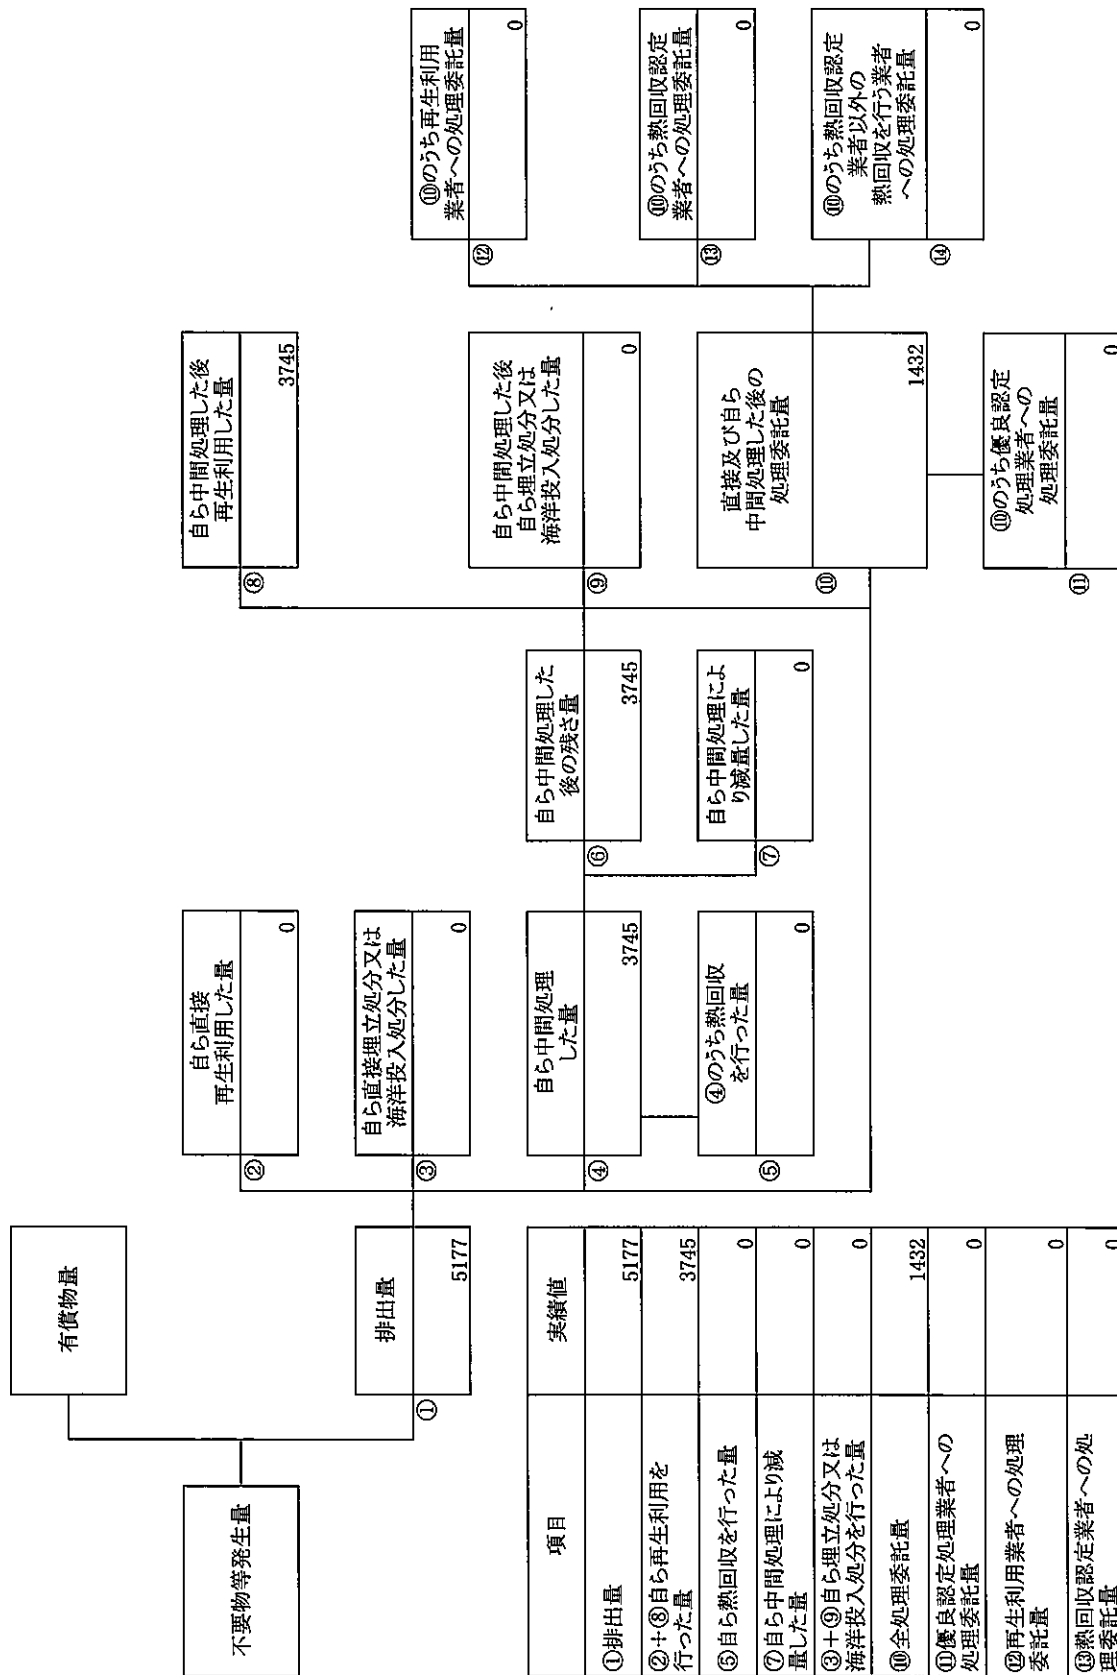 不要物等発生量
有償物量
①
排出量
5177
②
自ら直接
再生利用した量
0
③
自ら直接埋立処分又は
海洋投入処分した量
0
④
自ら中間処理
した量
3745
⑤
④のうち熱回収
を行った量
0
⑥
自ら中間処理した
後の残さ量
3745
⑦
自ら中間処理によ
り減量した量
0
⑧
自ら中間処理した後
再生利用した量
3745
⑨
自ら中間処理した後
自ら埋立処分又は
海洋投入処分した量
0
⑩
直接及び自ら
中間処理した後の
処理委託量
1432
⑪
⑩のうち優良認定
処理業者への
処理委託量
0
⑫
⑩のうち再生利用
業者への処理委託量
0
⑬
⑩のうち熱回収認定
業者への処理委託量
0
⑭
⑩のうち熱回収認定
業者以外の
熱回収を行う業者
への処理委託量
0
項目
実績値
①排出量
5177
②+⑧自ら再生利用を
行った量
3745
⑤自ら熱回収を行った量
0
⑦自ら中間処理により減
量した量
0
③+⑨自ら埋立処分又は
海洋投入処分を行った量
0
⑩全処理委託量
1432
⑪優良認定処理業者への
処理委託量
0
⑫再生利用業者への処理
委託量
0
⑬熱回収認定業者への処
理委託量
0